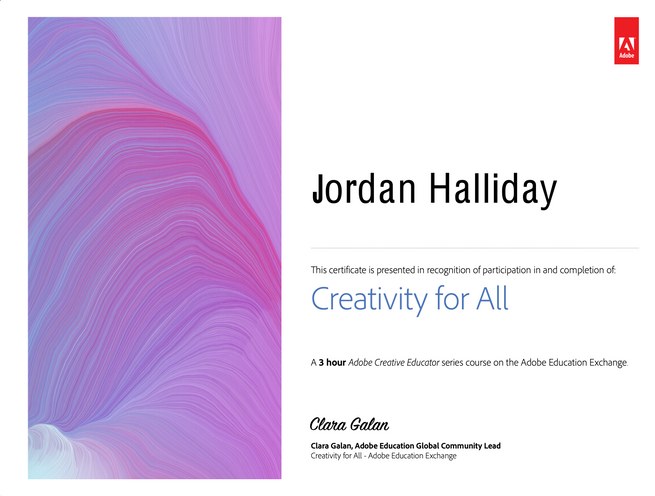 Adobe
Jordan Halliday
This certificate is presented in recognition of participation in and completion of:
Creativity for All
A 3 hour Adobe Creative Educator series course on the Adobe Education Exchange.
Clara Galan
Clara Galan, Adobe Education Global Community Lead
Creativity for All - Adobe Education Exchange